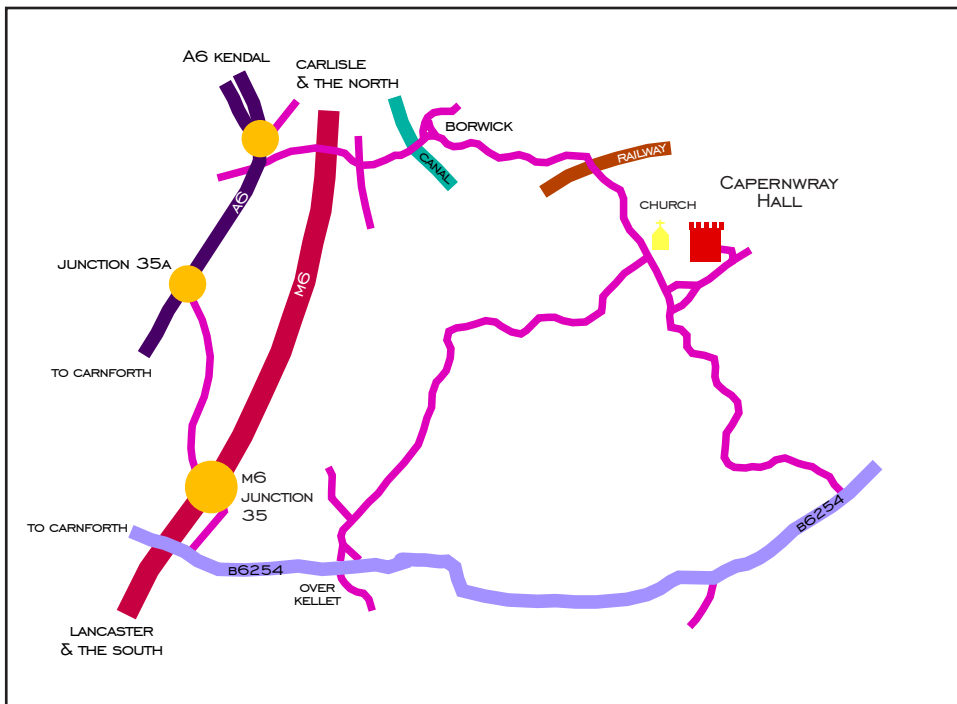 A6 KENDAL
CARLISLE
& THE NORTH
BORWICK
CANAL
RAILWAY
CAPERNWRAY
HALL
CHURCH
A6
M6
JUNCTION 35A
TO CARNFORTH
M6
JUNCTION
35
TO CARNFORTH
B6254
B6254
OVER
KELLET
LANCASTER
& THE SOUTH